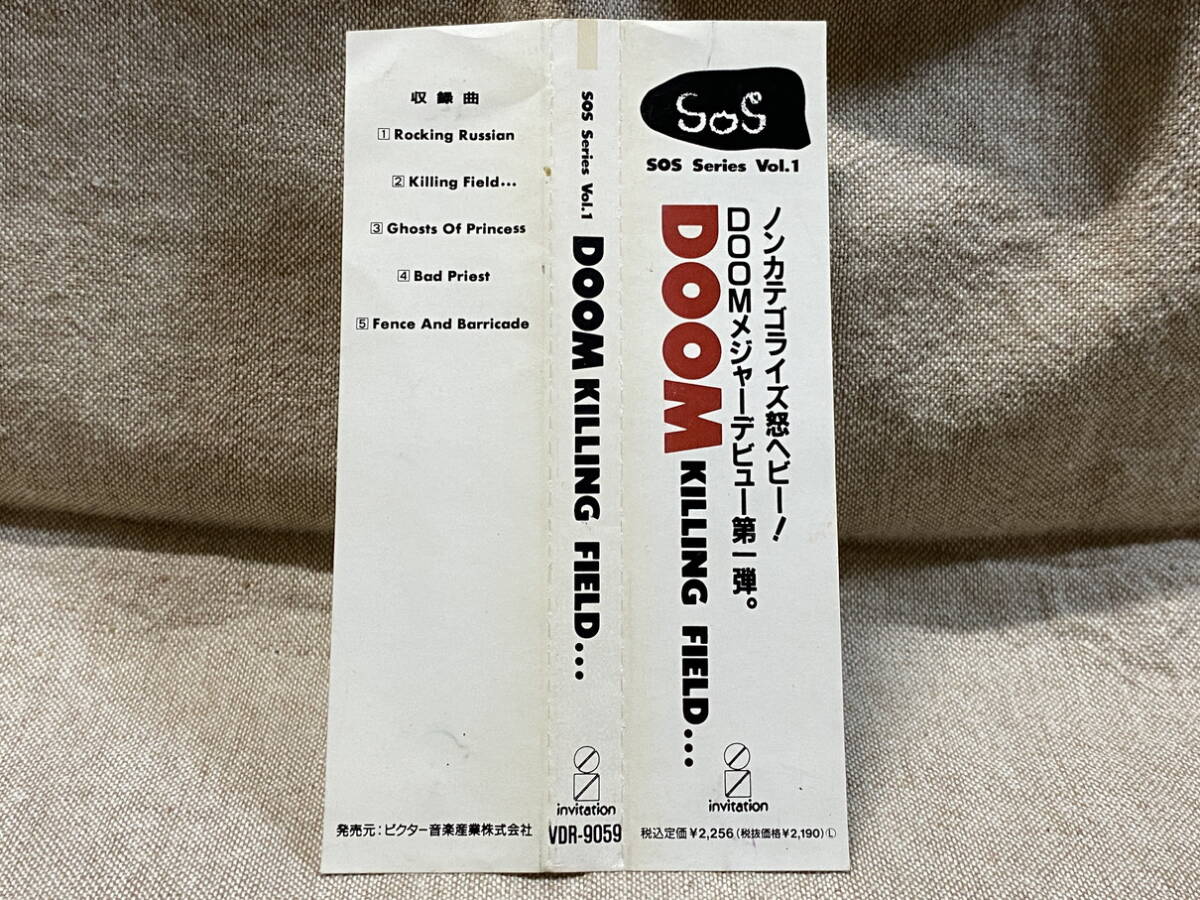 収録曲
1 Rocking Russian
2 Killing Field...
3 Ghosts Of Princess
4 Bad Priest
5 Fence And Barricade
発売元:ビクター音楽産業株式会社
SOS Series Vol.1
DOOM KILLING FIELD...
invitation
VDR-9059
SOS
SOS Series Vol.1
ノンカテゴライズ怒ヘビー!
DOOMメジャーデビュー第一弾。
DOOM KILLING FIELD...
invitation
税込定価¥2,256(税抜価格¥2,190)Ⓛ